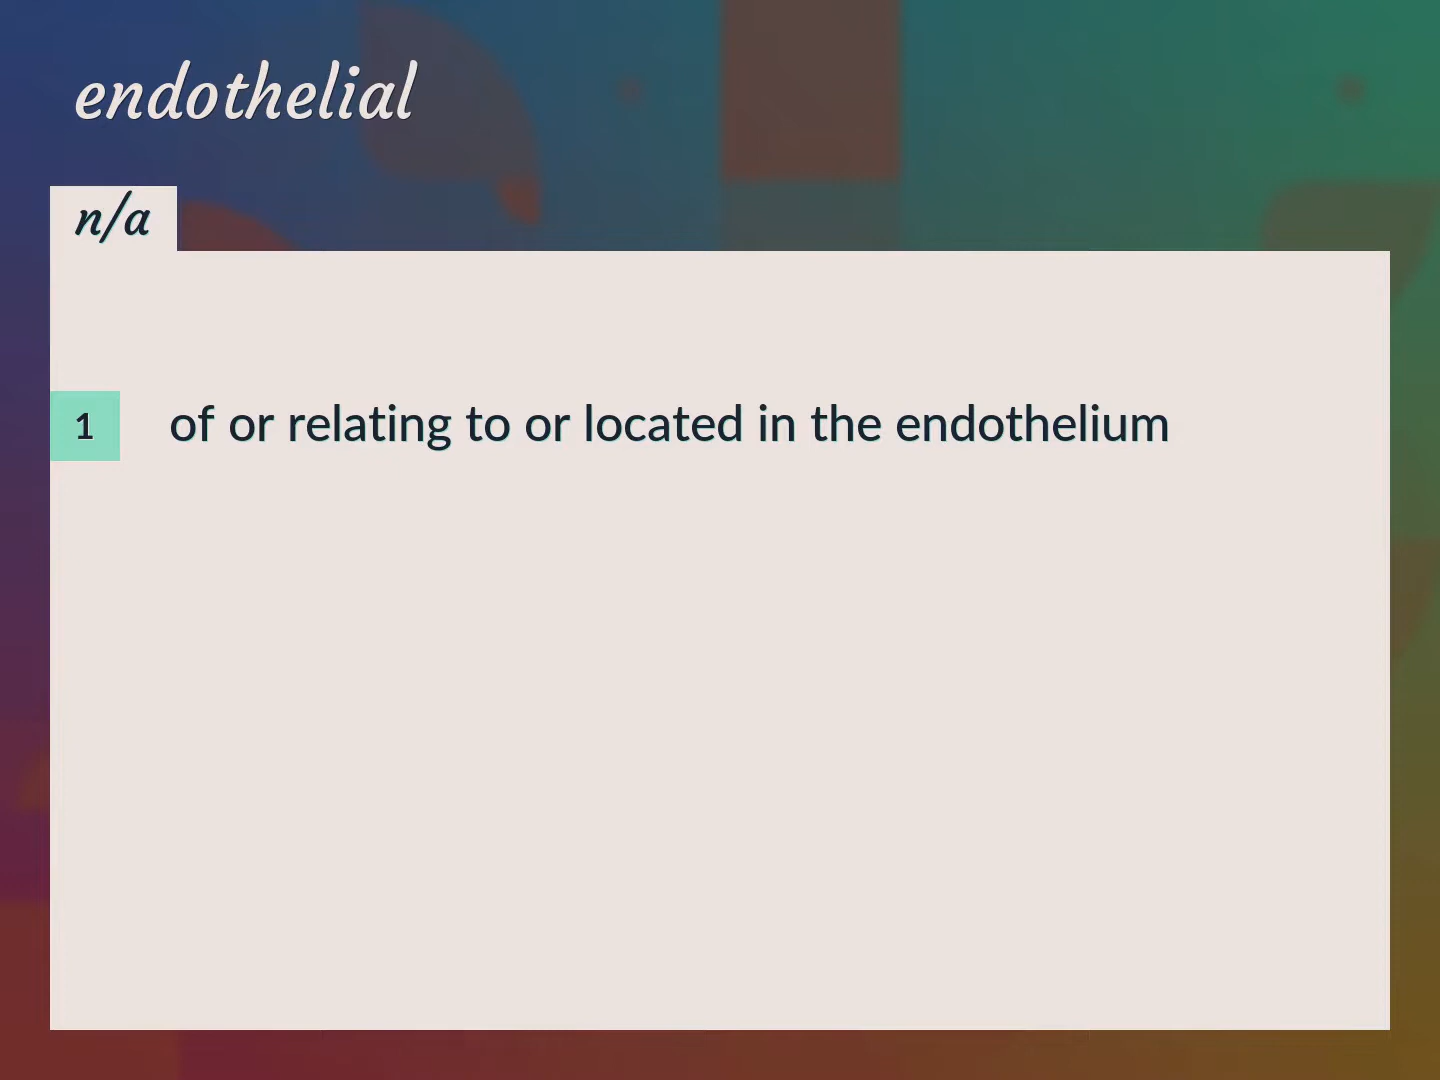 endothelial
n/a
1 of or relating to or located in the endothelium